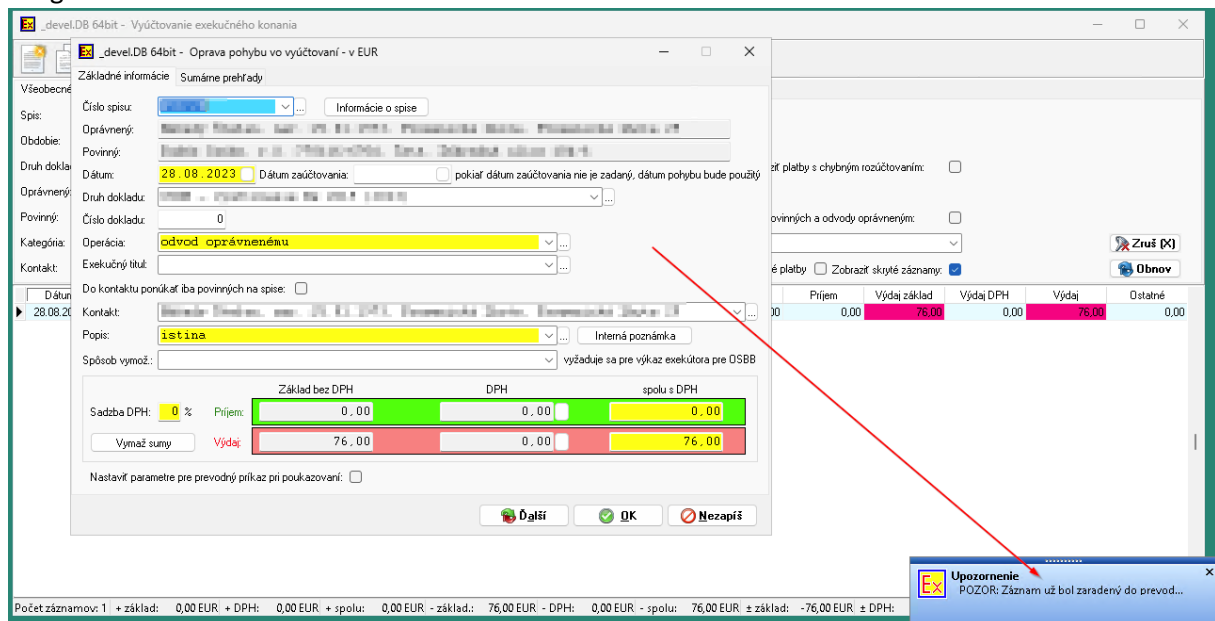 _devel.DB 64bit - Vyúčtovanie exekučného konania
_devel.DB 64bit - Oprava pohybu vo vyúčtovaní - v EUR
Základné informácie Sumárne prehľady
Všeobecné
Číslo spisu: ... Informácie o spise
Spis:
Oprávnený:
Obdobie:
Povinný:
Druh dokla
Dátum: 28.08.2023 Dátum zaúčtovania: pokiaľ dátum zaúčtovania nie je zadaný, dátum pohybu bude použitý
ziť platby s chybným rozúčtovaním:
Oprávnený:
Druh dokladu: ...
Povinný:
Číslo dokladu: 0
ovinných a odvody oprávneným:
Kategória:
Operácia: odvod oprávnenému ...
Zruš (X)
Kontakt:
Exekučný titul: ...
é platby Zobraziť skryté záznamy:
Obnov
Do kontaktu ponúkať iba povinných na spise:
Dátum Príjem Výdaj základ Výdaj DPH Výdaj Ostatné
28.08.20 00 0,00 76,00 0,00 76,00 0,00
Kontakt: ...
Popis: istina ... Interná poznámka
Spôsob vymož.: vyžaduje sa pre výkaz exekútora pre OSBB
Základ bez DPH DPH spolu s DPH
Sadzba DPH: 0 % Príjem: 0,00 0,00 0,00
Vymaž sumy Výdaj: 76,00 0,00 76,00
Nastaviť parametre pre prevodný príkaz pri poukazovaní:
Ďalší OK Nezapíš
Upozornenie
POZOR: Záznam už bol zaradený do prevod...
Počet záznamov: 1 + základ: 0,00 EUR + DPH: 0,00 EUR + spolu: 0,00 EUR - základ.: 76,00 EUR - DPH: 0,00 EUR - spolu: 76,00 EUR ± základ: -76,00 EUR ± DPH: